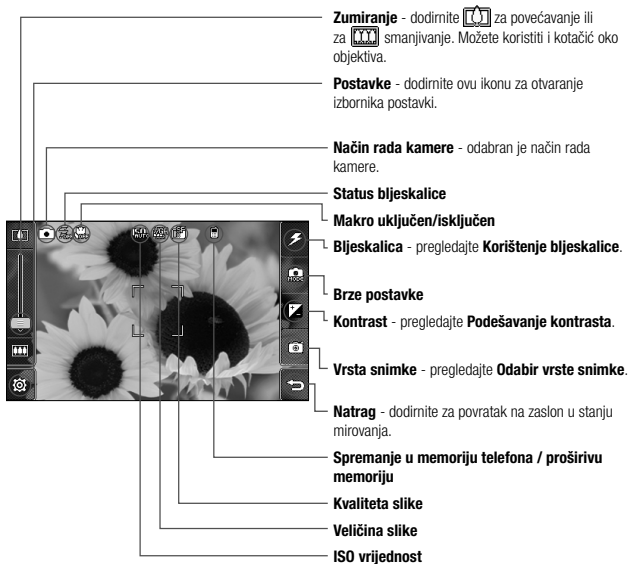 Zumiranje - dodirnite za povećavanje ili
za smanjivanje. Možete koristiti i kotačić oko
objektiva.
Postavke - dodirnite ovu ikonu za otvaranje
izbornika postavki.
Način rada kamere - odabran je način rada
kamere.
Status bljeskalice
Makro uključen/isključen
Bljeskalica - pregledajte Korištenje bljeskalice.
Brze postavke
Kontrast - pregledajte Podešavanje kontrasta.
Vrsta snimke - pregledajte Odabir vrste snimke.
Natrag - dodirnite za povratak na zaslon u stanju
mirovanja.
Spremanje u memoriju telefona / proširivu
memoriju
Kvaliteta slike
Veličina slike
ISO vrijednost
ISO
AUTO
MODE